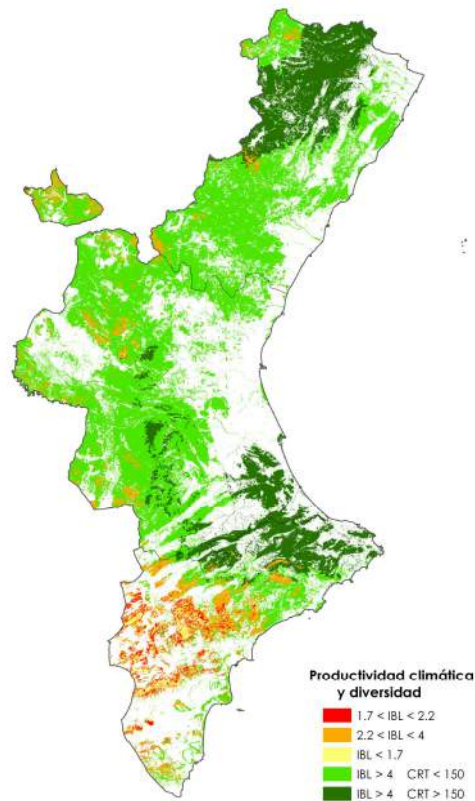 Productividad climática
y diversidad
1.7 < IBL < 2.2
2.2 < IBL < 4
IBL < 1.7
IBL > 4 CRT < 150
IBL > 4 CRT > 150